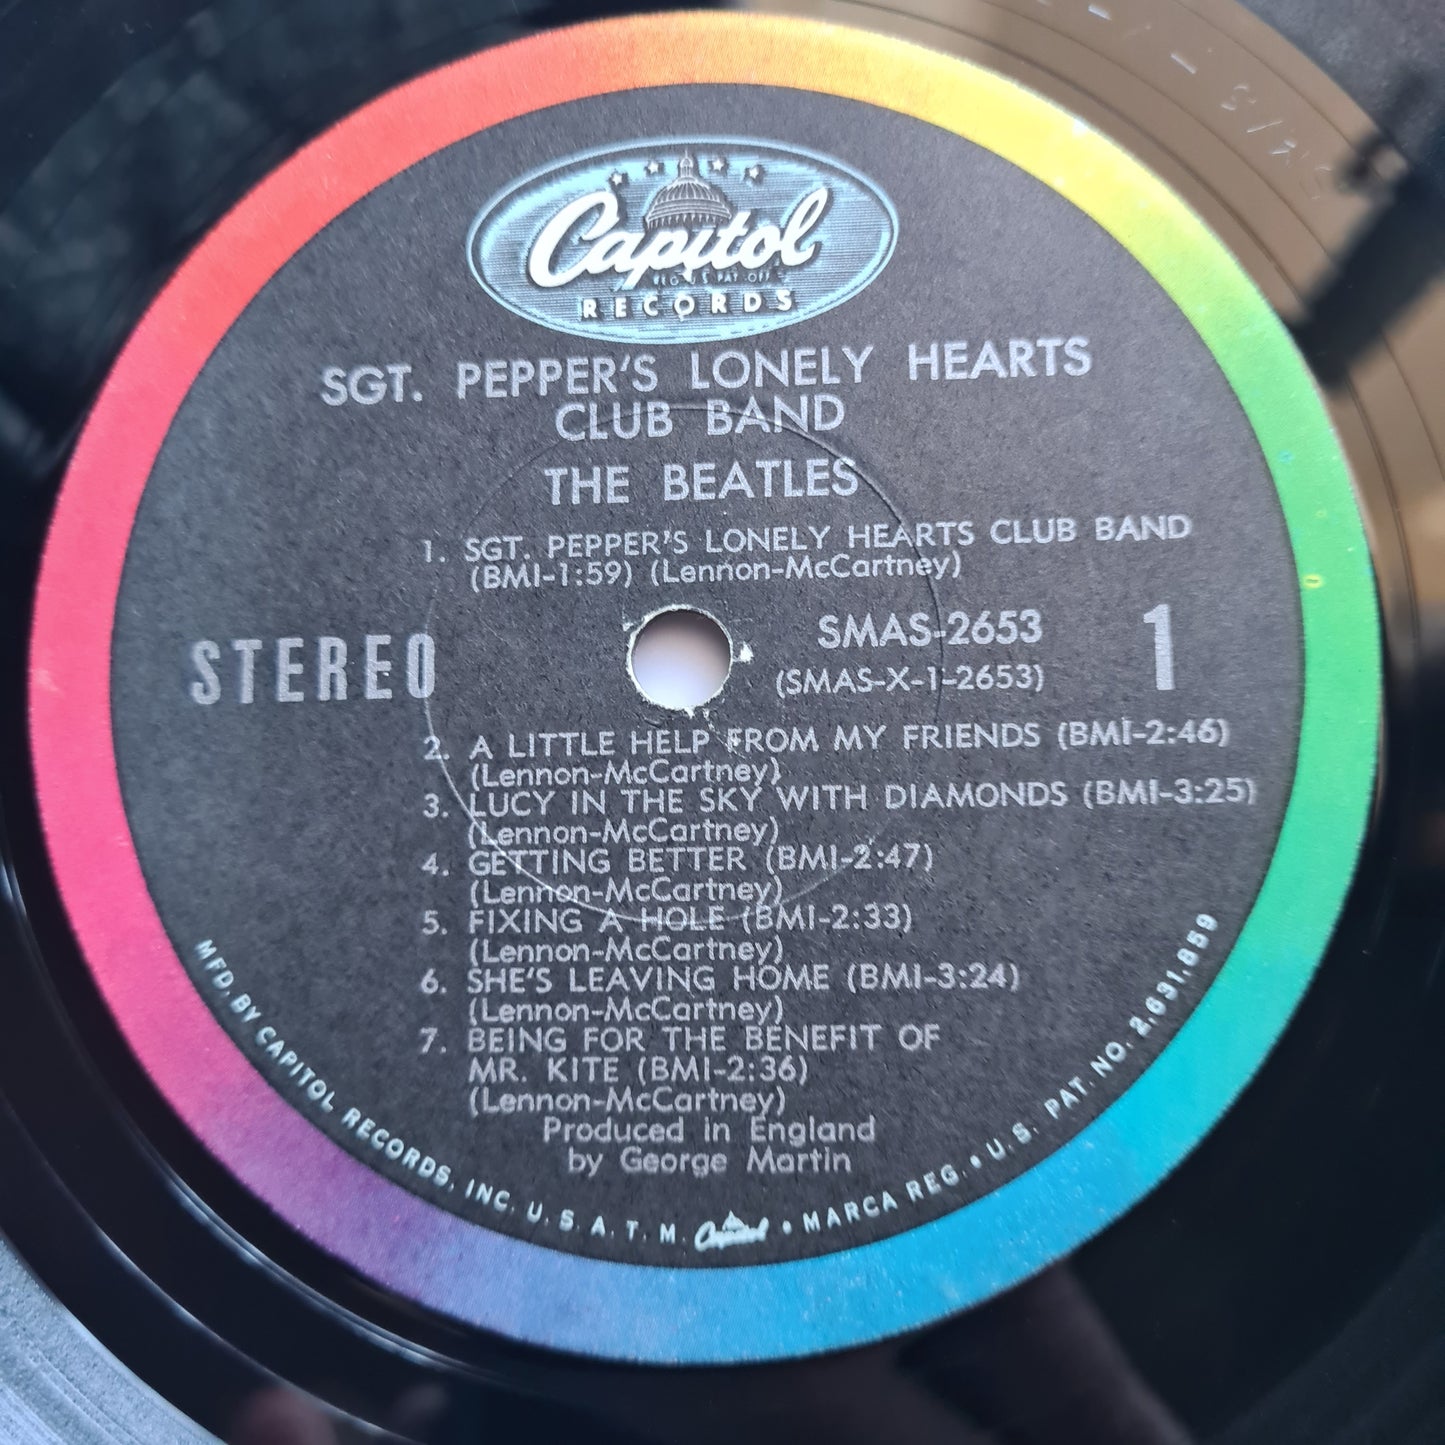 Capitol
REG. U.S. PAT. OFF.
RECORDS
SGT. PEPPER'S LONELY HEARTS
CLUB BAND
THE BEATLES
1. SGT. PEPPER'S LONELY HEARTS CLUB BAND
(BMI-1:59) (Lennon-McCartney)
STEREO
SMAS-2653
1
(SMAS-X-1-2653)
2. A LITTLE HELP FROM MY FRIENDS (BMI-2:46)
(Lennon-McCartney)
3. LUCY IN THE SKY WITH DIAMONDS (BMI-3:25)
(Lennon-McCartney)
4. GETTING BETTER (BMI-2:47)
(Lennon-McCartney)
5. FIXING A HOLE (BMI-2:33)
(Lennon-McCartney)
6. SHE'S LEAVING HOME (BMI-3:24)
(Lennon-McCartney)
7. BEING FOR THE BENEFIT OF
MR. KITE (BMI-2:36)
(Lennon-McCartney)
Produced in England
by George Martin
MFD. BY CAPITOL RECORDS, INC. U.S.A. T.M. Capitol • MARCA REG. • U.S. PAT. NO. 2,631,859